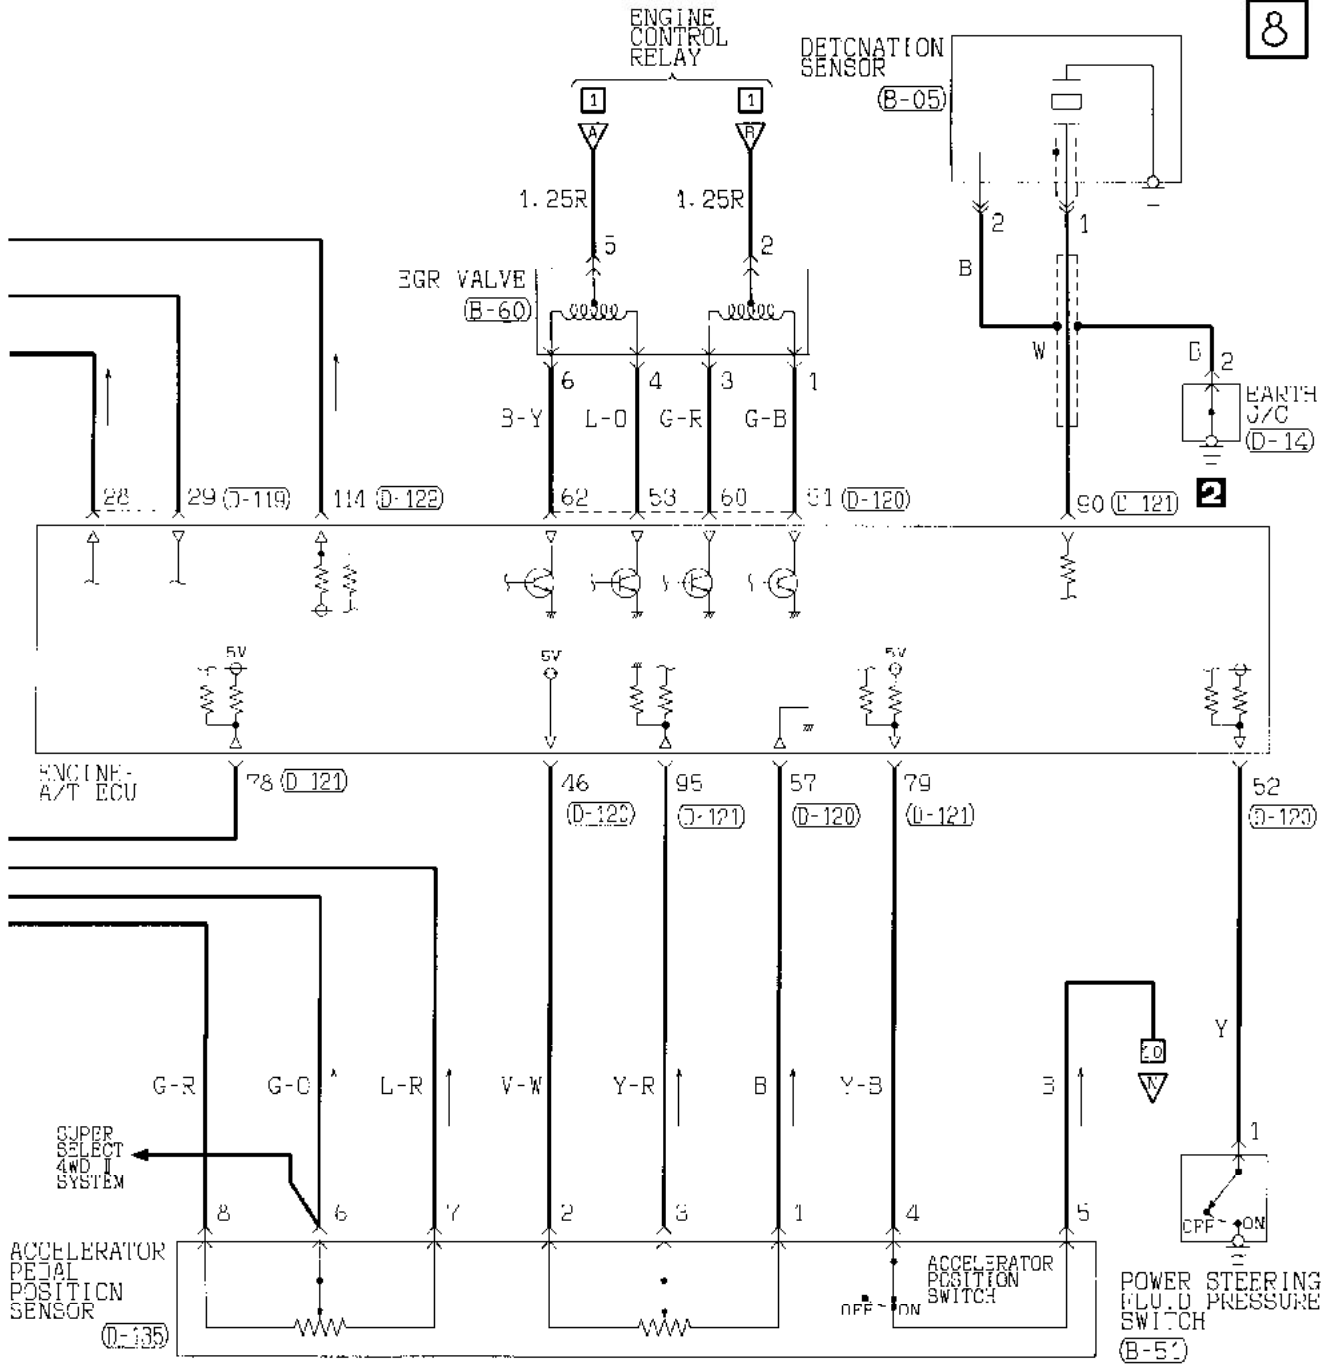 8
ENGINE
CONTROL
RELAY
DETONATION
SENSOR
(B-05)
1
1
A
B
1.25R
1.25R
5
2
2
1
EGR VALVE
(B-60)
B
W
B
2
EARTH
J/C
(D-14)
2
6
4
3
1
B-Y
L-O
G-R
G-B
28
29
(D-119)
114
(D-122)
62
53
60
51
(D-120)
90
(D-121)
5V
5V
5V
ENGINE-
A/T ECU
78
(D-121)
46
(D-120)
95
(D-121)
57
(D-120)
79
(D-121)
52
(D-120)
G-R
G-O
L-R
V-W
Y-R
B
Y-B
B
10
N
Y
SUPER
SELECT
4WD II
SYSTEM
8
6
7
2
3
1
4
5
1
ACCELERATOR
PEDAL
POSITION
SENSOR
(D-135)
ACCELERATOR
POSITION
SWITCH
OFF
ON
OFF
ON
POWER STEERING
FLUID PRESSURE
SWITCH
(B-51)